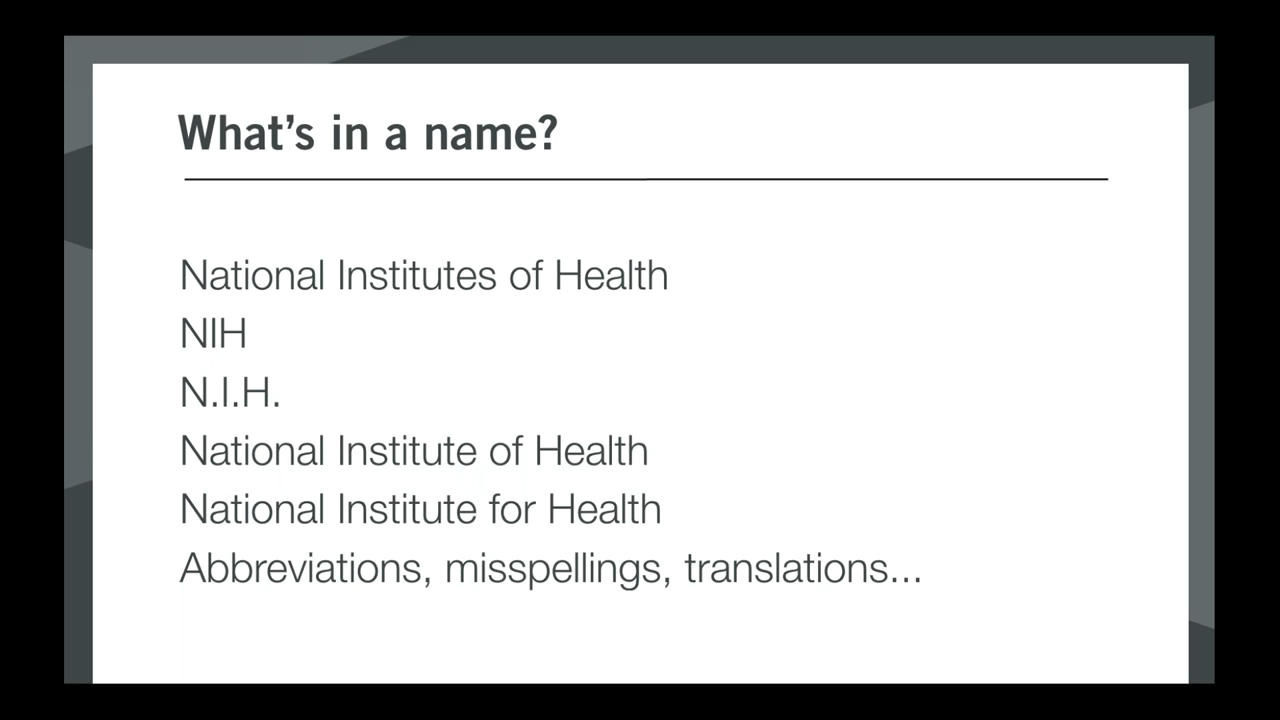 What’s in a name?
National Institutes of Health
NIH
N.I.H.
National Institute of Health
National Institute for Health
Abbreviations, misspellings, translations...